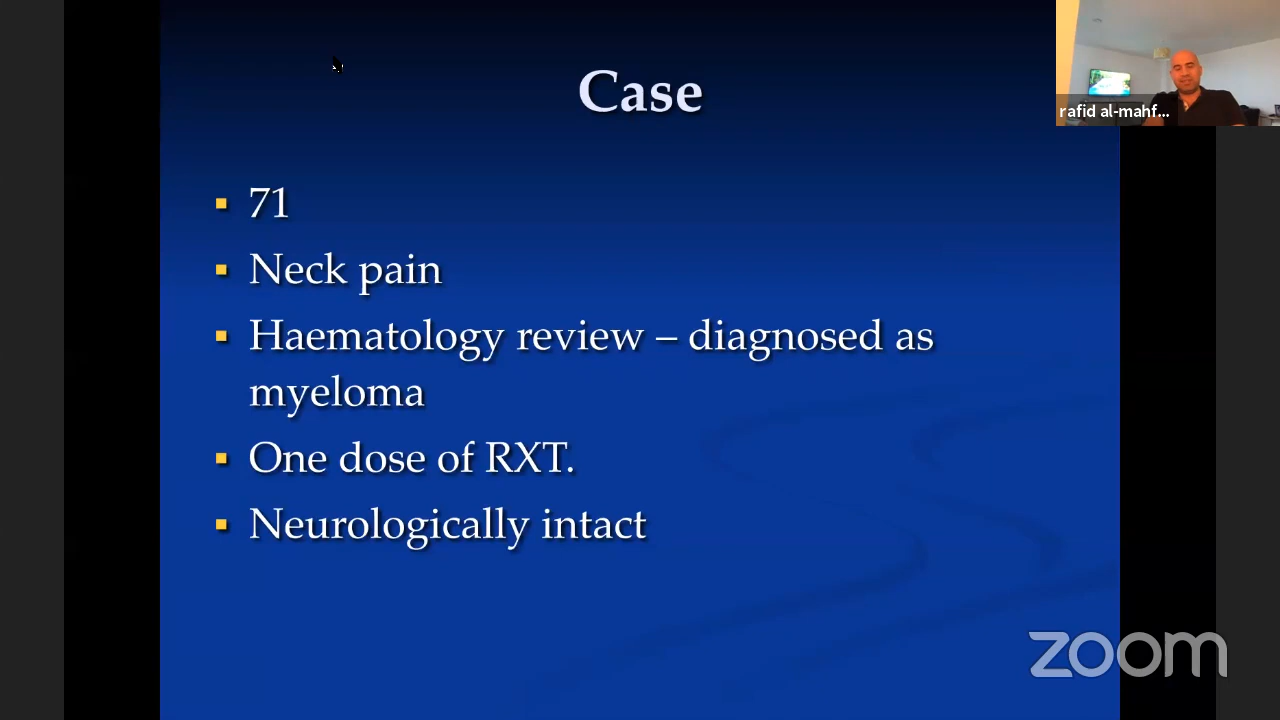 Case
71
Neck pain
Haematology review – diagnosed as
myeloma
One dose of RXT.
Neurologically intact
rafid al-mahf...
zoom